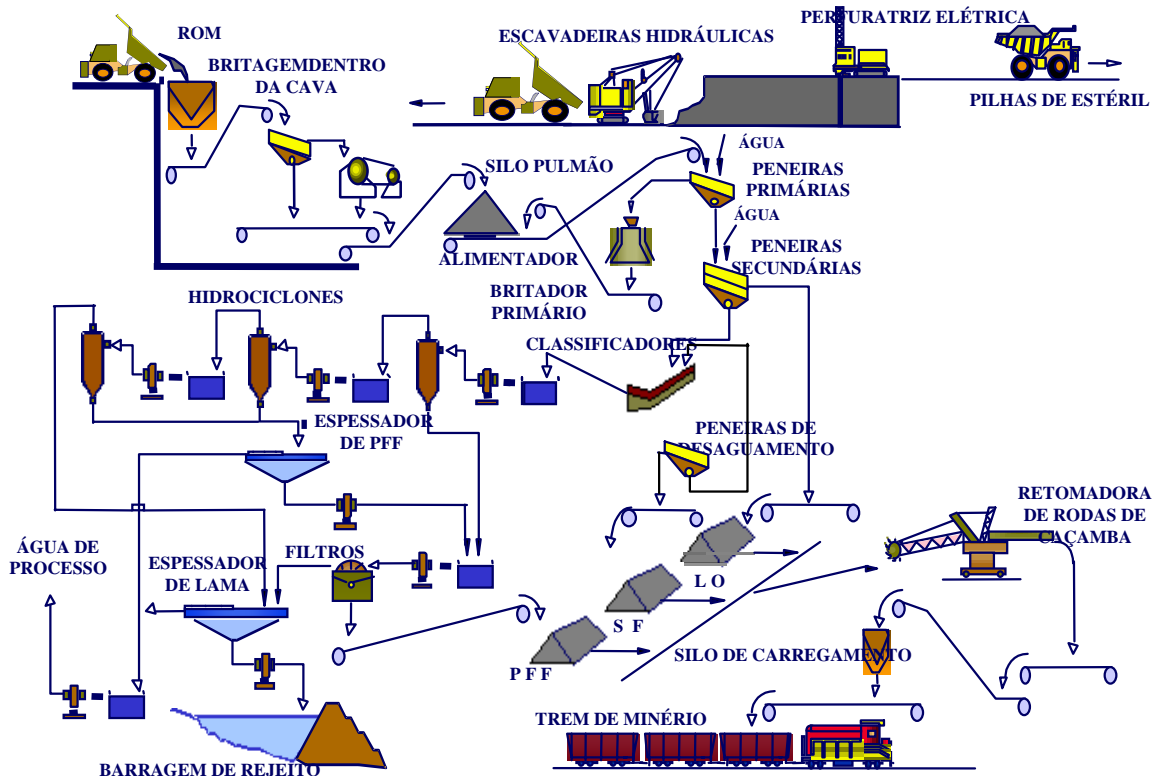 ROM
BRITAGEMDENTRO
DA CAVA
ESCAVADEIRAS HIDRÁULICAS
PERFURATRIZ ELÉTRICA
PILHAS DE ESTÉRIL
SILO PULMÃO
ÁGUA
PENEIRAS
PRIMÁRIAS
ÁGUA
PENEIRAS
SECUNDÁRIAS
ALIMENTADOR
BRITADOR
PRIMÁRIO
HIDROCICLONES
CLASSIFICADORES
ESPESSADOR
DE PFF
PENEIRAS DE
DESAGUAMENTO
RETOMADORA
DE RODAS DE
CAÇAMBA
ÁGUA DE
PROCESSO
ESPESSADOR
DE LAMA
FILTROS
L O
S F
P F F
SILO DE CARREGAMENTO
TREM DE MINÉRIO
BARRAGEM DE REJEITO